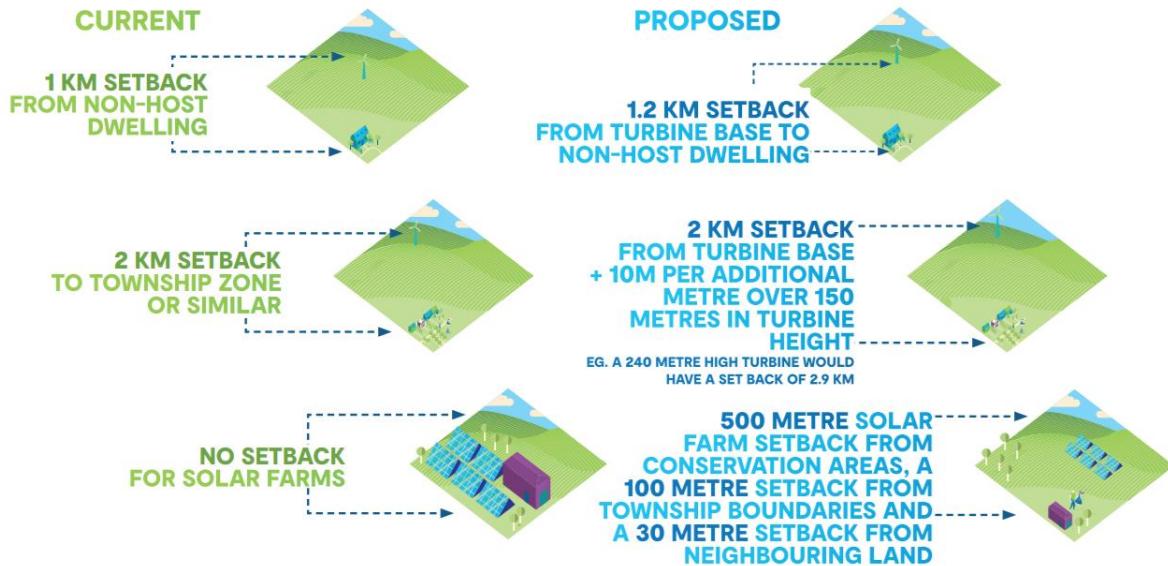 CURRENT
PROPOSED
1 KM SETBACK
FROM NON-HOST
DWELLING
1.2 KM SETBACK
FROM TURBINE BASE TO
NON-HOST DWELLING
2 KM SETBACK
TO TOWNSHIP ZONE
OR SIMILAR
2 KM SETBACK
FROM TURBINE BASE
+ 10M PER ADDITIONAL
METRE OVER 150
METRES IN TURBINE
HEIGHT
EG. A 240 METRE HIGH TURBINE WOULD
HAVE A SET BACK OF 2.9 KM
NO SETBACK
FOR SOLAR FARMS
500 METRE SOLAR
FARM SETBACK FROM
CONSERVATION AREAS, A
100 METRE SETBACK FROM
TOWNSHIP BOUNDARIES AND
A 30 METRE SETBACK FROM
NEIGHBOURING LAND